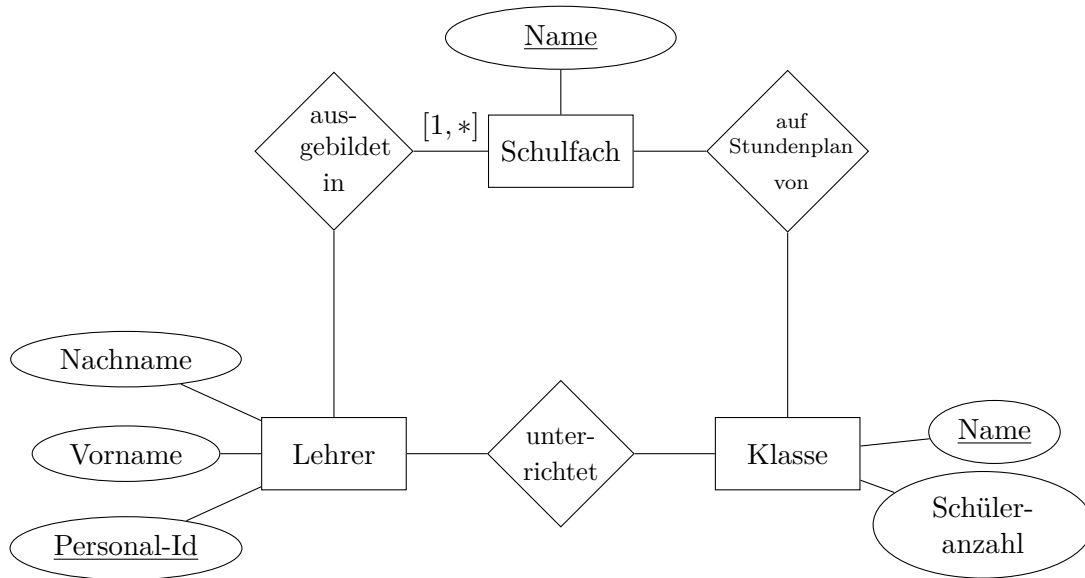 Name
aus-
gebildet
in
[1, ∗]
Schulfach
auf
Stundenplan
von
Nachname
Vorname
Personal-Id
Lehrer
unter-
richtet
Klasse
Name
Schüler-
anzahl